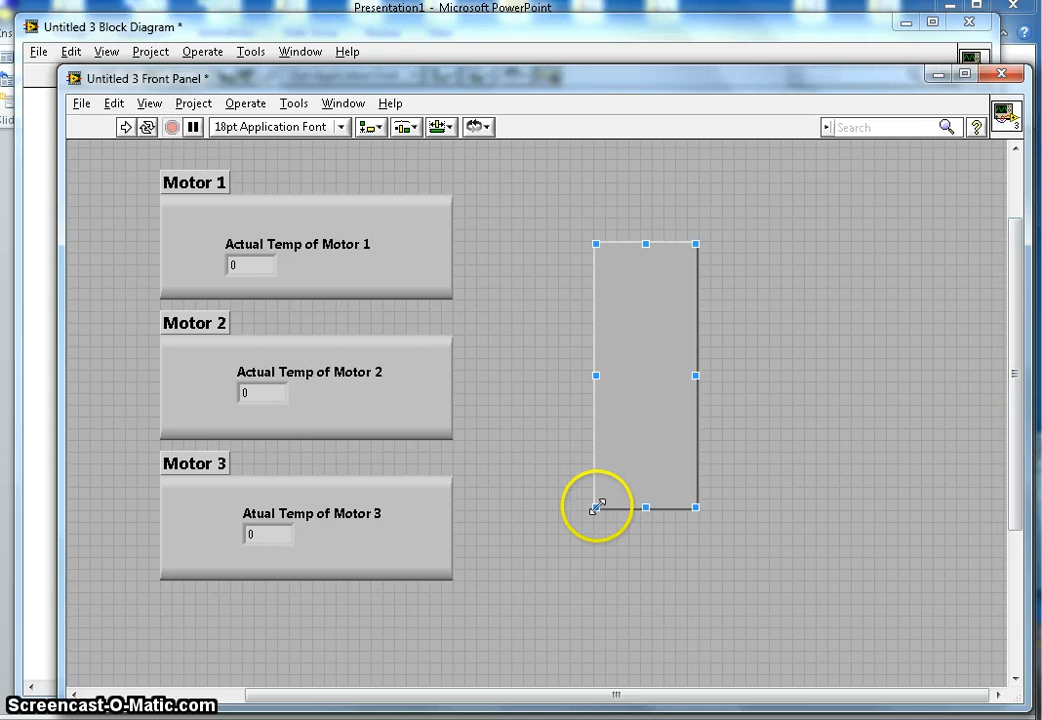 Presentation1 - Microsoft PowerPoint
Untitled 3 Block Diagram *
File Edit View Project Operate Tools Window Help
Untitled 3 Front Panel *
File Edit View Project Operate Tools Window Help
18pt Application Font
Search
?
3
Motor 1
Actual Temp of Motor 1
0
Motor 2
Actual Temp of Motor 2
0
Motor 3
Atual Temp of Motor 3
0
Screencast-O-Matic.com